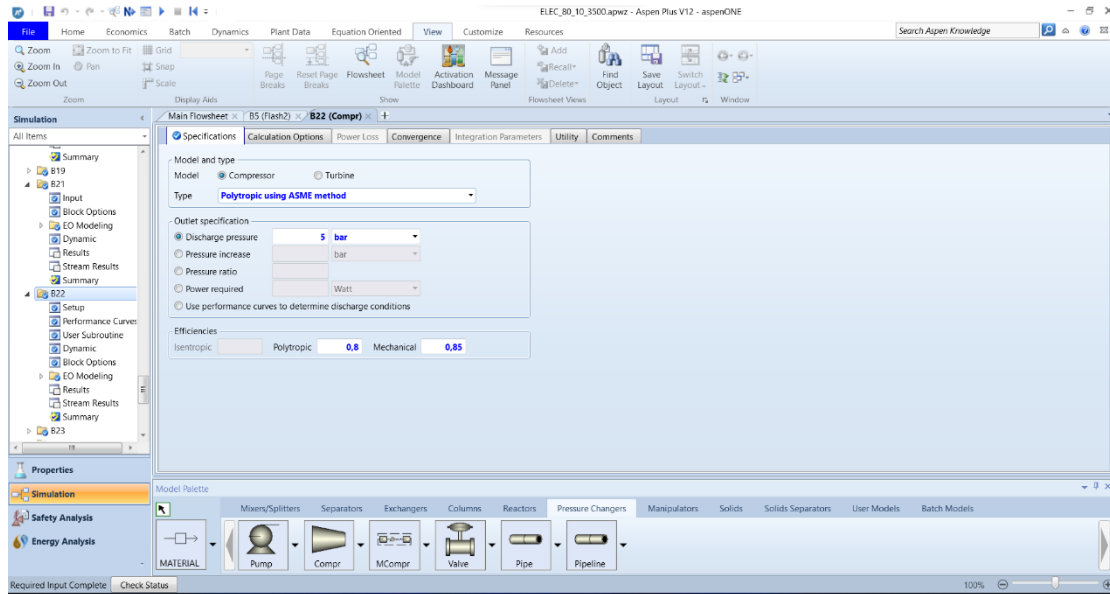 ELEC_80_10_3500.apwz - Aspen Plus V12 - aspenONE
File Home Economics Batch Dynamics Plant Data Equation Oriented View Customize Resources Search Aspen Knowledge
Zoom Zoom to Fit Grid Add
Zoom In Pan Snap Recall
Zoom Out Scale Delete
Page Breaks Reset Page Breaks Flowsheet Model Palette Activation Dashboard Message Panel Find Object Save Layout Switch Layout
Zoom Display Aids Show Flowsheet Views Layout Window
Simulation Main Flowsheet B5 (Flash2) B22 (Compr) +
All Items Specifications Calculation Options Power Loss Convergence Integration Parameters Utility Comments
Summary
B19
B21
Input
Block Options
EO Modeling
Dynamic
Results
Stream Results
Summary
B22
Setup
Performance Curves
User Subroutine
Dynamic
Block Options
EO Modeling
Results
Stream Results
Summary
B23
Model and type
Model Compressor Turbine
Type Polytropic using ASME method
Outlet specification
Discharge pressure 5 bar
Pressure increase bar
Pressure ratio
Power required Watt
Use performance curves to determine discharge conditions
Efficiencies
Isentropic Polytropic 0,8 Mechanical 0,85
Properties
Simulation
Safety Analysis
Energy Analysis
Model Palette
Mixers/Splitters Separators Exchangers Columns Reactors Pressure Changers Manipulators Solids Solids Separators User Models Batch Models
MATERIAL Pump Compr MCompr Valve Pipe Pipeline
Required Input Complete Check Status 100%